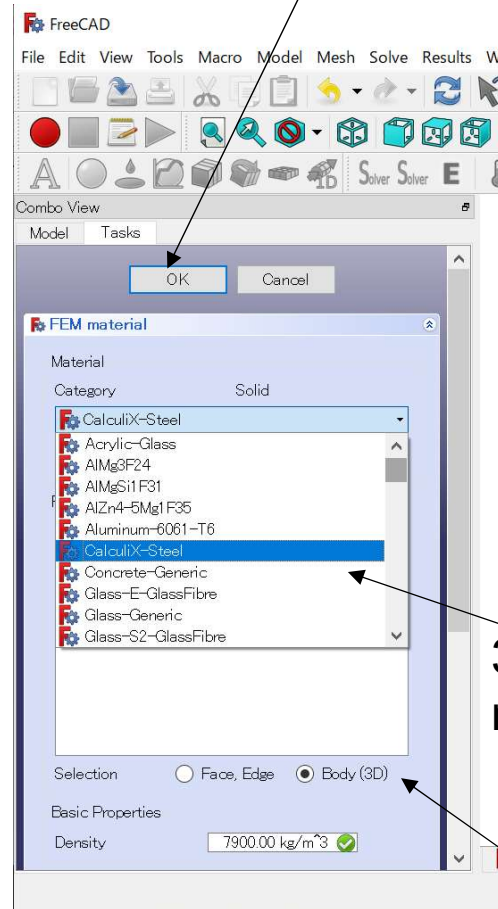 FreeCAD
File Edit View Tools Macro Model Mesh Solve Results W
A Solver Solver E
Combo View
Model Tasks
OK Cancel
FEM material
Material
Category Solid
CalculiX-Steel
Acrylic-Glass
AlMg3F24
AlMgSi1F31
AlZn4-5Mg1F35
Aluminum-6061-T6
CalculiX-Steel
Concrete-Generic
Glass-E-GlassFibre
Glass-Generic
Glass-S2-GlassFibre
Selection Face, Edge Body (3D)
Basic Properties
Density 7900.00 kg/m^3